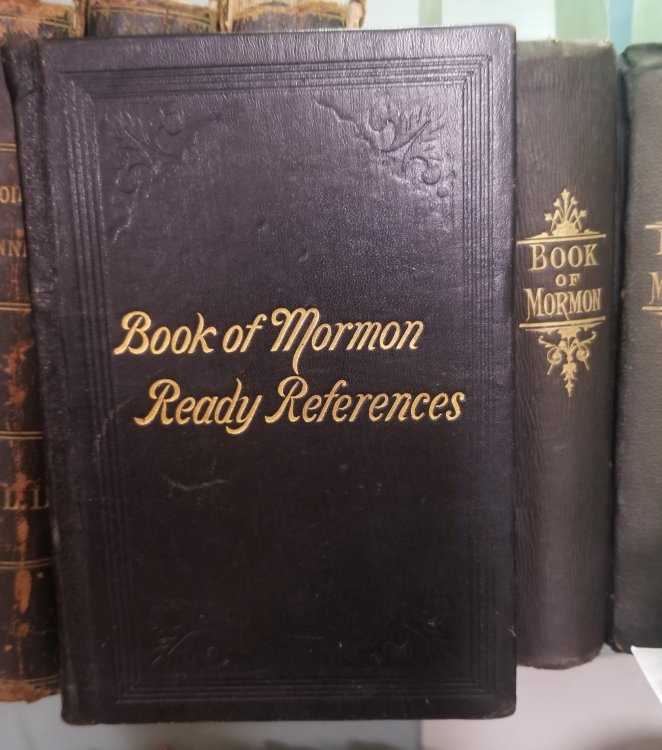 Book of Mormon
Ready References
BOOK
OF
MORMON